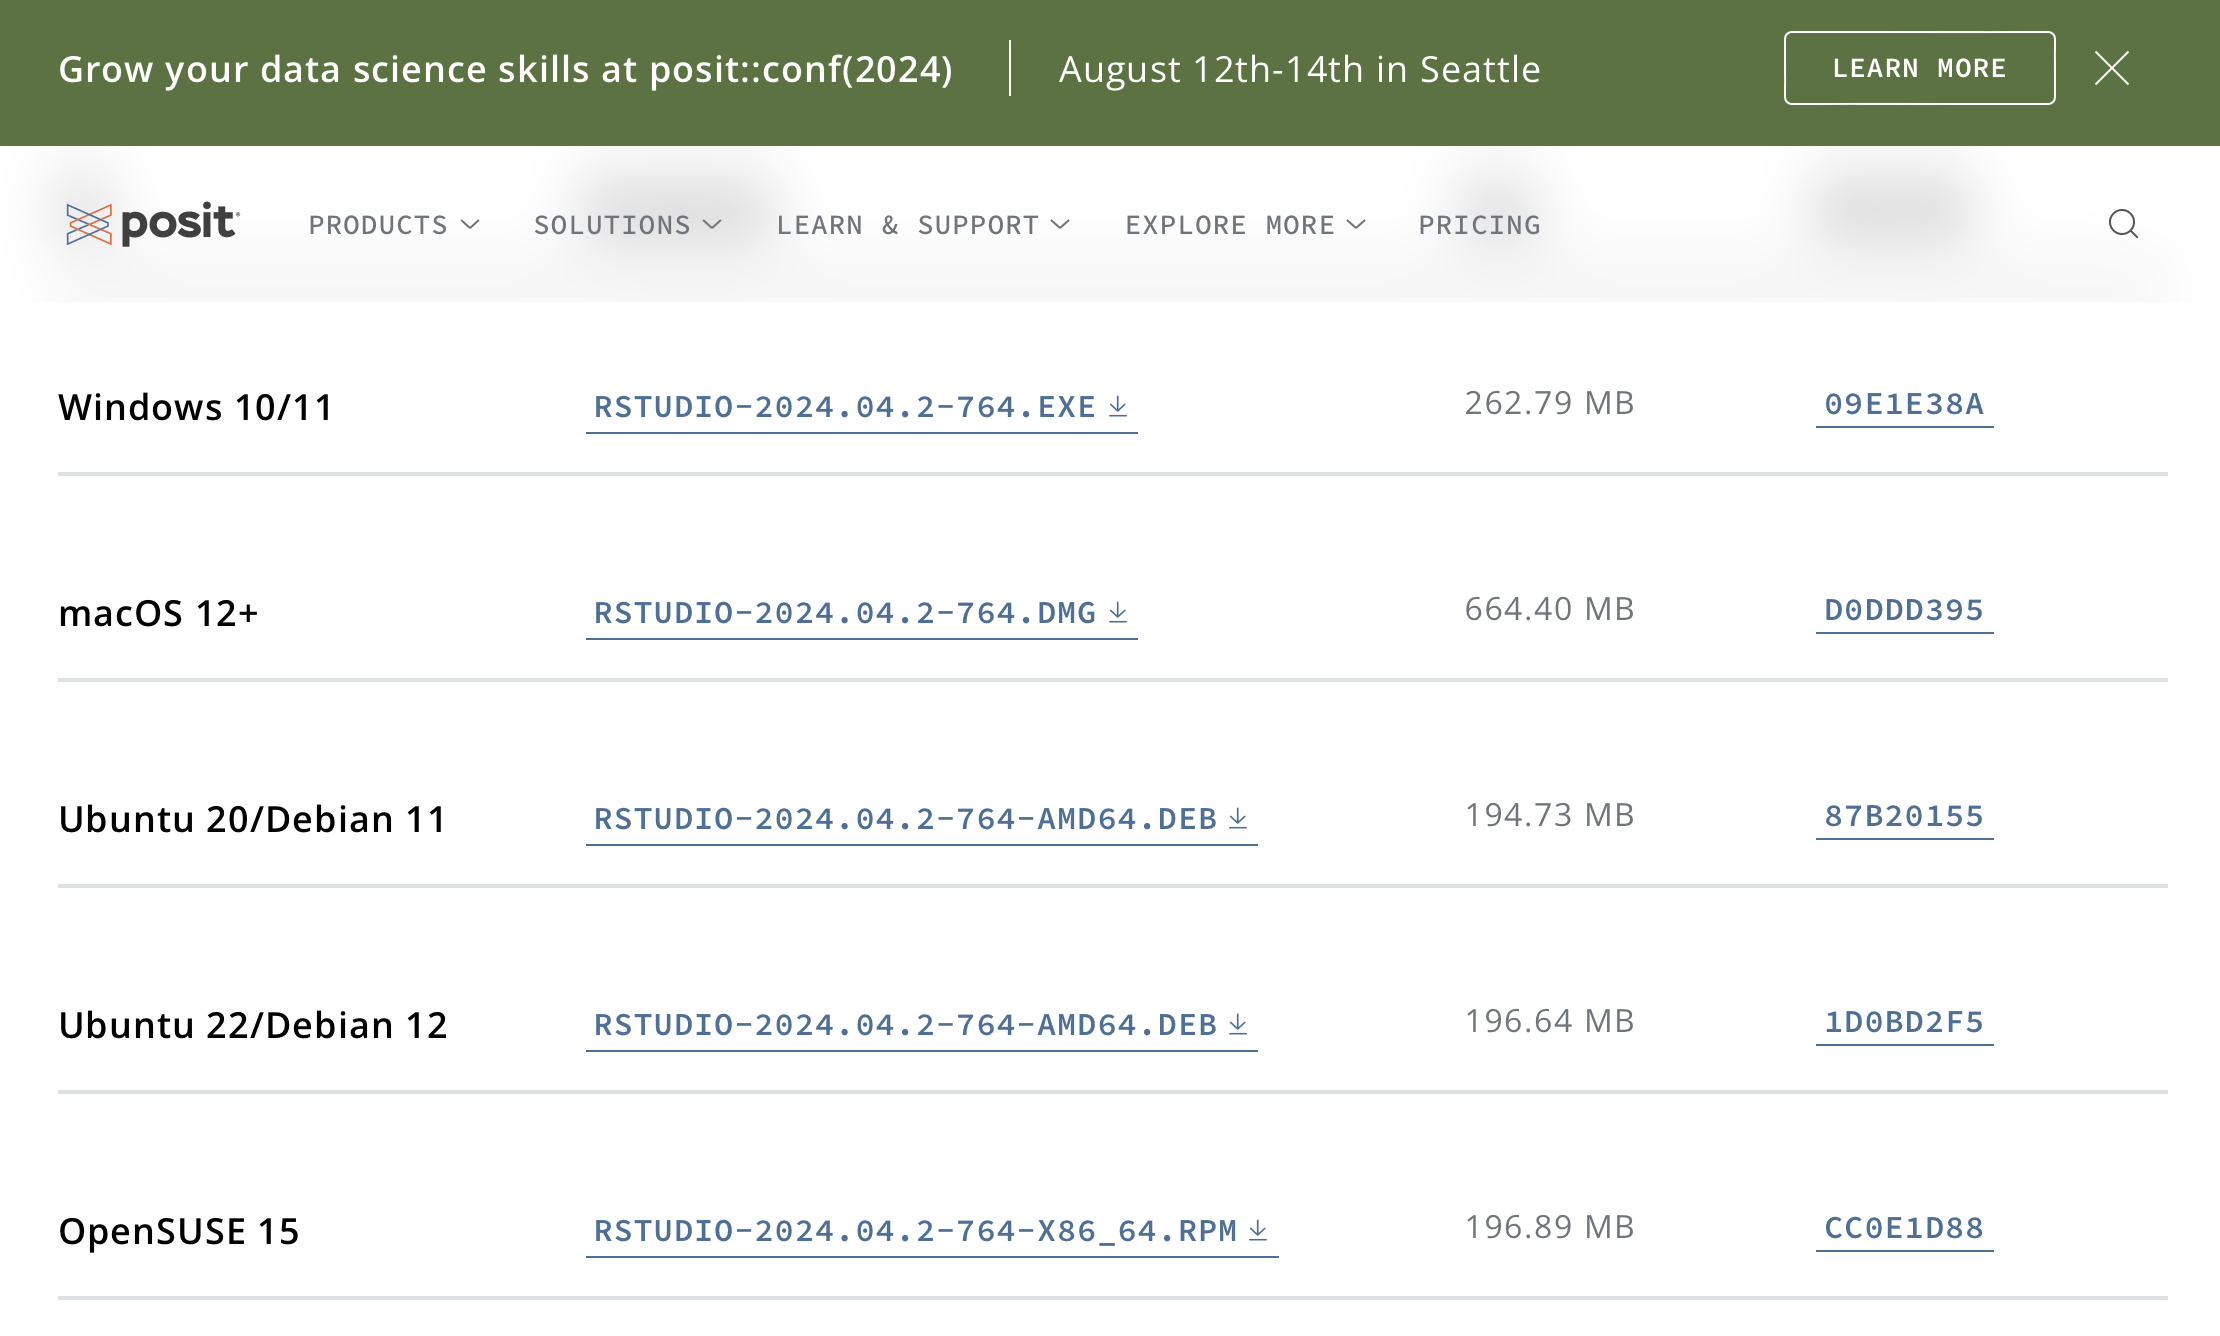 Grow your data science skills at posit::conf(2024) August 12th-14th in Seattle LEARN MORE
posit PRODUCTS SOLUTIONS LEARN & SUPPORT EXPLORE MORE PRICING
Windows 10/11 RSTUDIO-2024.04.2-764.EXE 262.79 MB 09E1E38A
macOS 12+ RSTUDIO-2024.04.2-764.DMG 664.40 MB D0DDD395
Ubuntu 20/Debian 11 RSTUDIO-2024.04.2-764-AMD64.DEB 194.73 MB 87B20155
Ubuntu 22/Debian 12 RSTUDIO-2024.04.2-764-AMD64.DEB 196.64 MB 1D0BD2F5
OpenSUSE 15 RSTUDIO-2024.04.2-764-X86_64.RPM 196.89 MB CC0E1D88